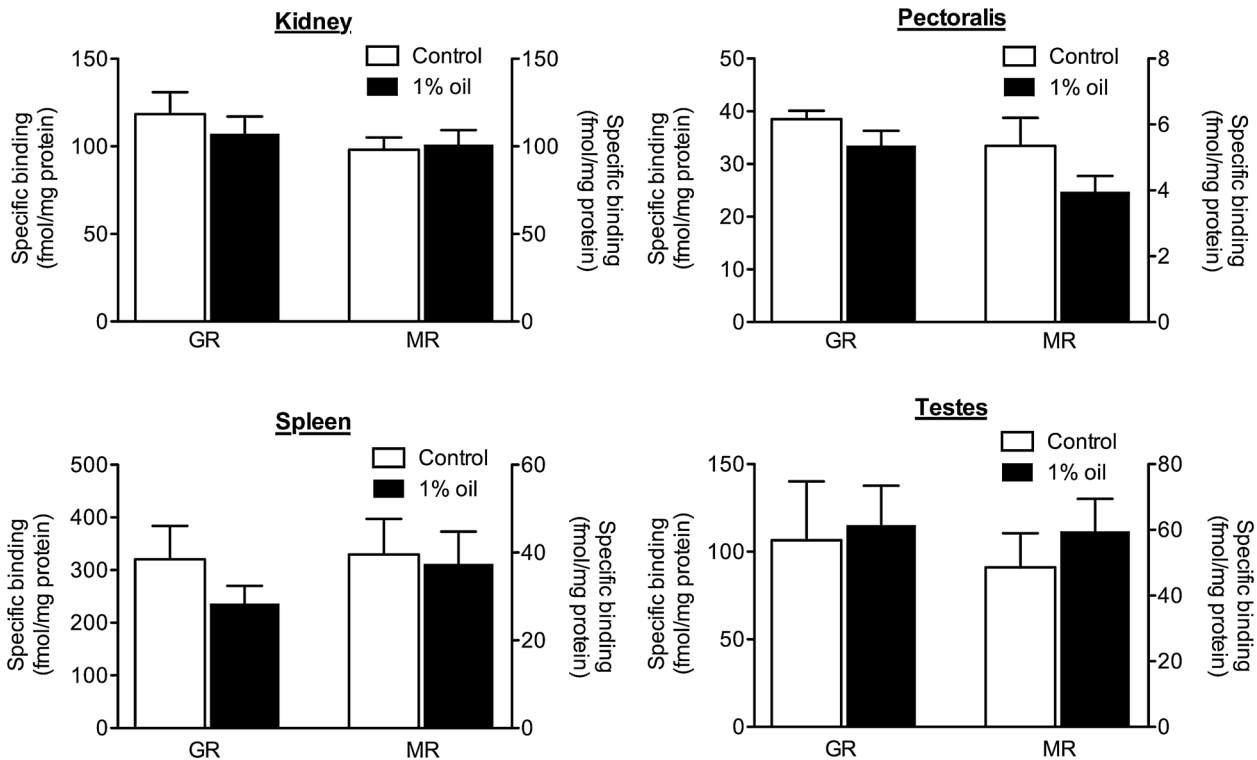 Kidney
Control
1% oil
Specific binding
(fmol/mg protein)
150
100
50
0
150
100
50
0
Specific binding
(fmol/mg protein)
GR
MR
Pectoralis
Control
1% oil
Specific binding
(fmol/mg protein)
50
40
30
20
10
0
8
6
4
2
0
Specific binding
(fmol/mg protein)
GR
MR
Spleen
Control
1% oil
Specific binding
(fmol/mg protein)
500
400
300
200
100
0
60
40
20
0
Specific binding
(fmol/mg protein)
GR
MR
Testes
Control
1% oil
Specific binding
(fmol/mg protein)
150
100
50
0
80
60
40
20
0
Specific binding
(fmol/mg protein)
GR
MR